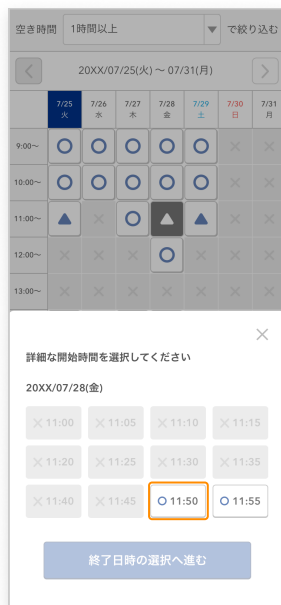 空き時間 1時間以上 で絞り込む
20XX/07/25(火)~07/31(月)
7/25 7/26 7/27 7/28 7/29 7/30 7/31
火 水 木 金 土 日 月
9:00~
10:00~
11:00~
12:00~
13:00~
詳細な開始時間を選択してください
20XX/07/28(金)
11:00 11:05 11:10 11:15
11:20 11:25 11:30 11:35
11:40 11:45 11:50 11:55
終了日時の選択へ進む